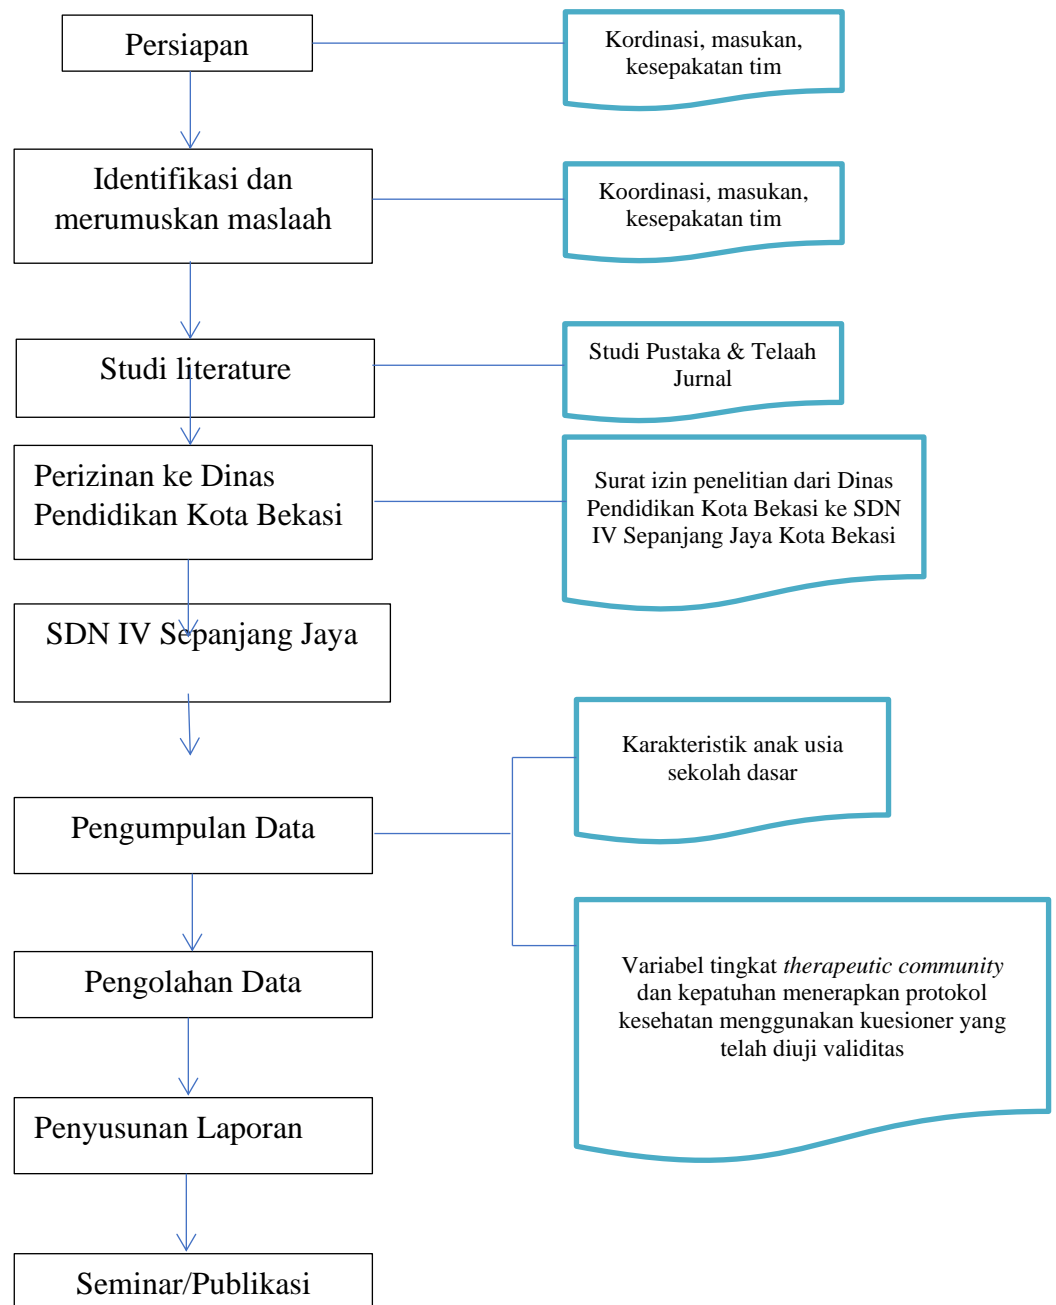 Persiapan
Kordinasi, masukan,
kesepakatan tim
Identifikasi dan
merumuskan maslaah
Koordinasi, masukan,
kesepakatan tim
Studi literature
Studi Pustaka & Telaah
Jurnal
Perizinan ke Dinas
Pendidikan Kota Bekasi
Surat izin penelitian dari Dinas
Pendidikan Kota Bekasi ke SDN
IV Sepanjang Jaya Kota Bekasi
SDN IV Sepanjang Jaya
Karakteristik anak usia
sekolah dasar
Pengumpulan Data
Variabel tingkat therapeutic community
dan kepatuhan menerapkan protokol
kesehatan menggunakan kuesioner yang
telah diuji validitas
Pengolahan Data
Penyusunan Laporan
Seminar/Publikasi